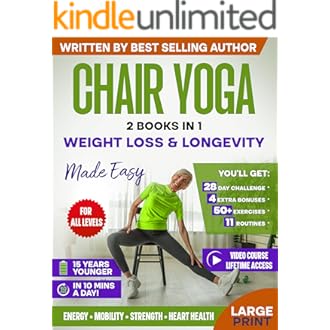 kindleunlimited
WRITTEN BY BEST SELLING AUTHOR
CHAIR YOGA
2 BOOKS IN 1
WEIGHT LOSS & LONGEVITY
Made Easy
YOU'LL GET:
28 DAY CHALLENGE *
4 EXTRA BONUSES *
50+ EXERCISES *
11 ROUTINES *
FOR
ALL LEVELS
VIDEO COURSE
LIFETIME ACCESS
15 YEARS
YOUNGER
IN 10 MINS
A DAY!
ENERGY • MOBILITY • STRENGTH • HEART HEALTH
LARGE
PRINT